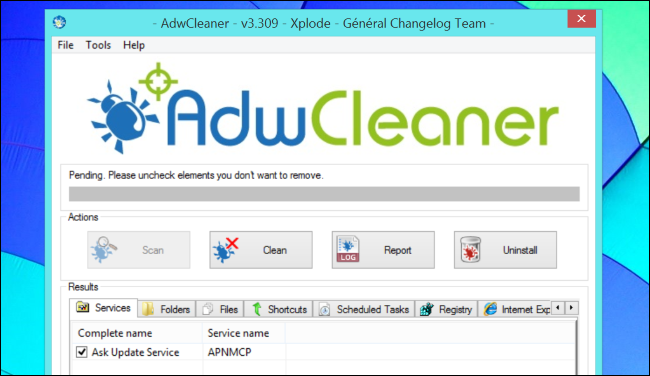 - AdwCleaner - v3.309 - Xplode - Général Changelog Team -
File Tools Help
AdwCleaner
Pending. Please uncheck elements you don't want to remove.
Actions
Scan Clean LOG Report Uninstall
Results
Services Folders Files Shortcuts Scheduled Tasks Registry Internet Exp
Complete name Service name
Ask Update Service APNMCP